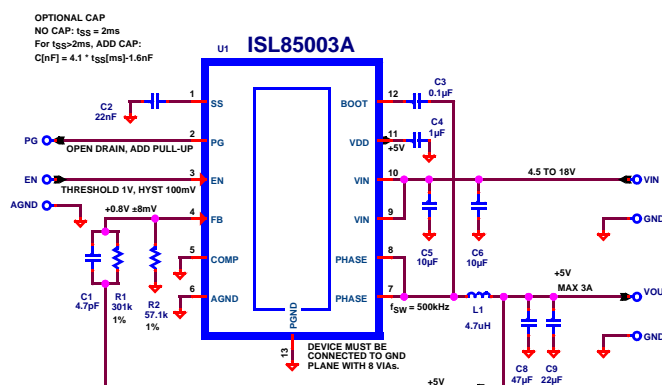 OPTIONAL CAP
NO CAP: tSS = 2ms
For tSS>2ms, ADD CAP:
C[nF] = 4.1 * tSS[ms]-1.6nF
U1
ISL85003A
C2
22nF
1
SS
PG
2
PG
OPEN DRAIN, ADD PULL-UP
EN
3
EN
THRESHOLD 1V, HYST 100mV
AGND
+0.8V ±8mV
4
FB
5
COMP
6
AGND
C1
4.7pF
R1
301k
1%
R2
57.1k
1%
PGND
13
DEVICE MUST BE
CONNECTED TO GND
PLANE WITH 8 VIAs.
BOOT
12
C3
0.1µF
VDD
11
+5V
C4
1µF
VIN
10
4.5 TO 18V
VIN
VIN
9
C5
10µF
C6
10µF
GND
PHASE
8
PHASE
7
fSW = 500kHz
L1
4.7uH
+5V
MAX 3A
VOU
GND
C8
47µF
C9
22µF
+5V